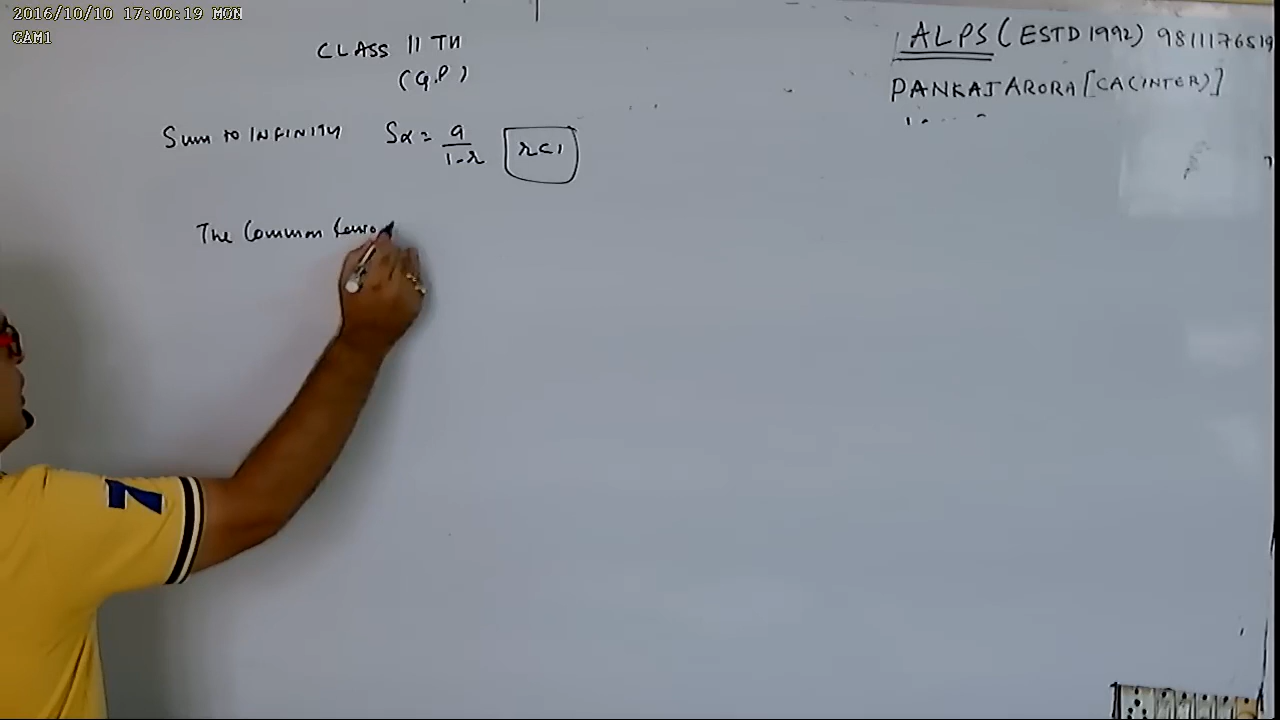 2016/10/10 17:00:19 MON
CAM1
CLASS 11 TH
(G.P)
ALPS (ESTD 1992) 9811176519
PANKAJ ARORA [CA(INTER)]
Sum to INFINITY S∞ = a/1-r r<1
The Common